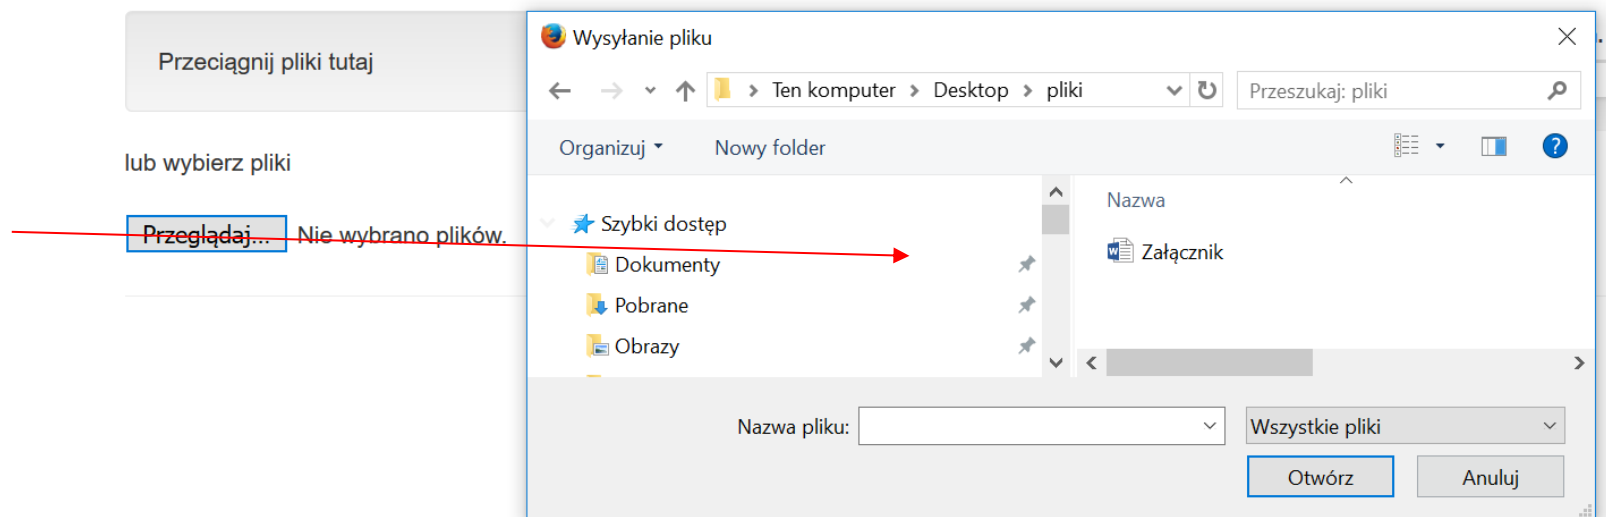 Przeciągnij pliki tutaj
lub wybierz pliki
Przeglądaj... Nie wybrano plików.
Wysyłanie pliku
Ten komputer > Desktop > pliki
Przeszukaj: pliki
Organizuj Nowy folder
Szybki dostęp
Dokumenty
Pobrane
Obrazy
Nazwa
Załącznik
Nazwa pliku:
Wszystkie pliki
Otwórz Anuluj